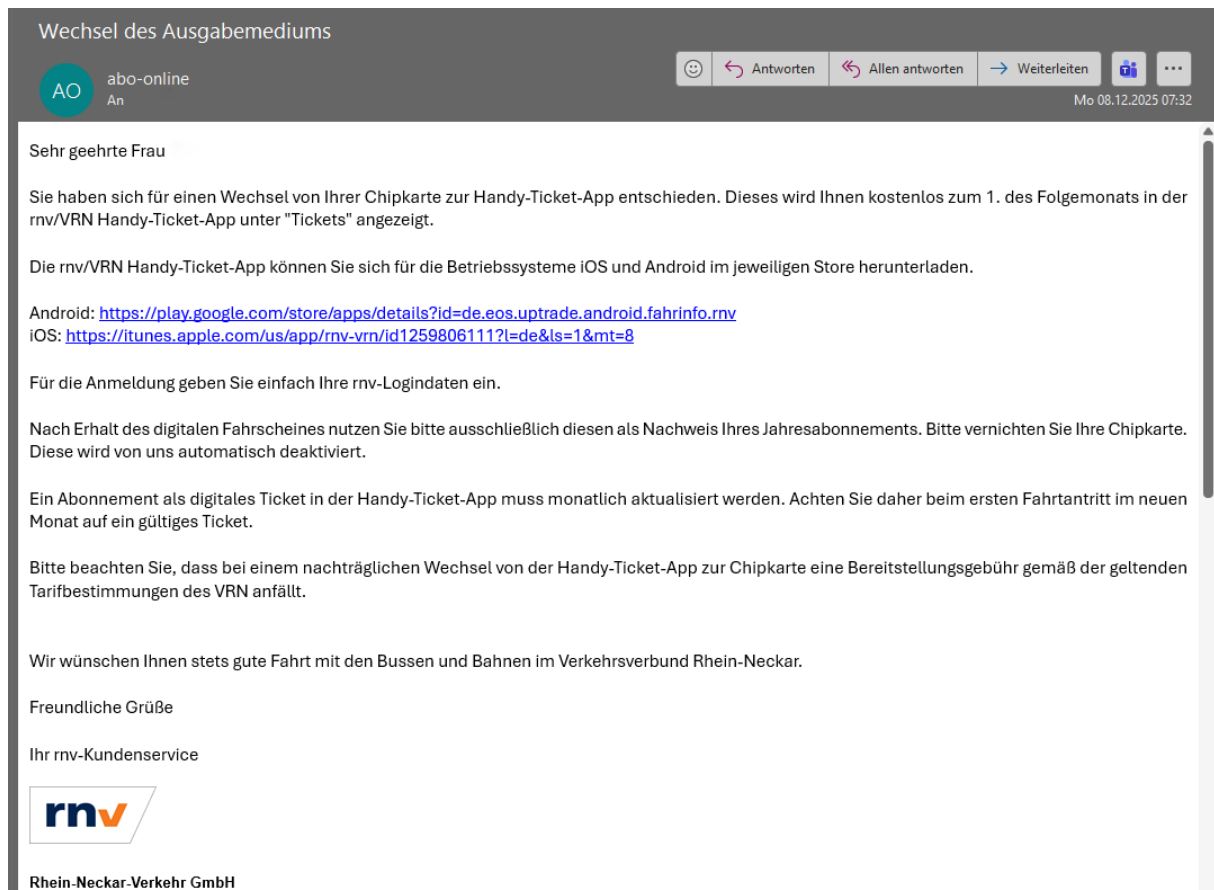 Wechsel des Ausgabemediums
AO
abo-online
An
Antworten
Allen antworten
Weiterleiten
Mo 08.12.2025 07:32
Sehr geehrte Frau
Sie haben sich für einen Wechsel von Ihrer Chipkarte zur Handy-Ticket-App entschieden. Dieses wird Ihnen kostenlos zum 1. des Folgemonats in der
rnv/VRN Handy-Ticket-App unter "Tickets" angezeigt.
Die rnv/VRN Handy-Ticket-App können Sie sich für die Betriebssysteme iOS und Android im jeweiligen Store herunterladen.
Android: https://play.google.com/store/apps/details?id=de.eos.uptrade.android.fahrinfo.rnv
iOS: https://itunes.apple.com/us/app/rnv-vrn/id1259806111?l=de&ls=1&mt=8
Für die Anmeldung geben Sie einfach Ihre rnv-Logindaten ein.
Nach Erhalt des digitalen Fahrscheines nutzen Sie bitte ausschließlich diesen als Nachweis Ihres Jahresabonnements. Bitte vernichten Sie Ihre Chipkarte.
Diese wird von uns automatisch deaktiviert.
Ein Abonnement als digitales Ticket in der Handy-Ticket-App muss monatlich aktualisiert werden. Achten Sie daher beim ersten Fahrtantritt im neuen
Monat auf ein gültiges Ticket.
Bitte beachten Sie, dass bei einem nachträglichen Wechsel von der Handy-Ticket-App zur Chipkarte eine Bereitstellungsgebühr gemäß der geltenden
Tarifbestimmungen des VRN anfällt.
Wir wünschen Ihnen stets gute Fahrt mit den Bussen und Bahnen im Verkehrsverbund Rhein-Neckar.
Freundliche Grüße
Ihr rnv-Kundenservice
rnv
Rhein-Neckar-Verkehr GmbH